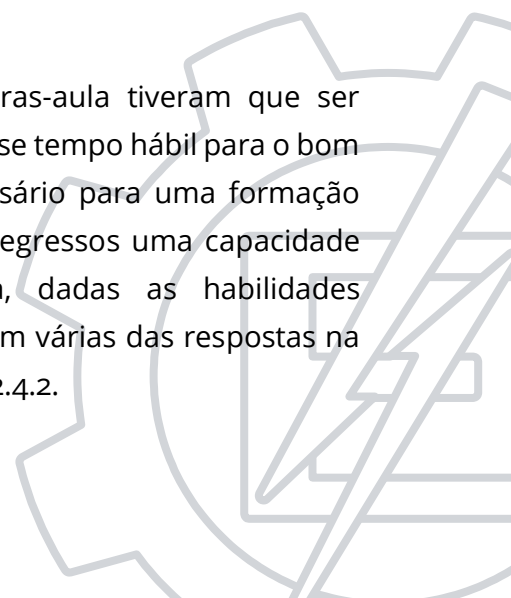 ras-aula tiveram que ser
se tempo hábil para o bom
sário para uma formação
egressos uma capacidade
, dadas as habilidades
m várias das respostas na
2.4.2.